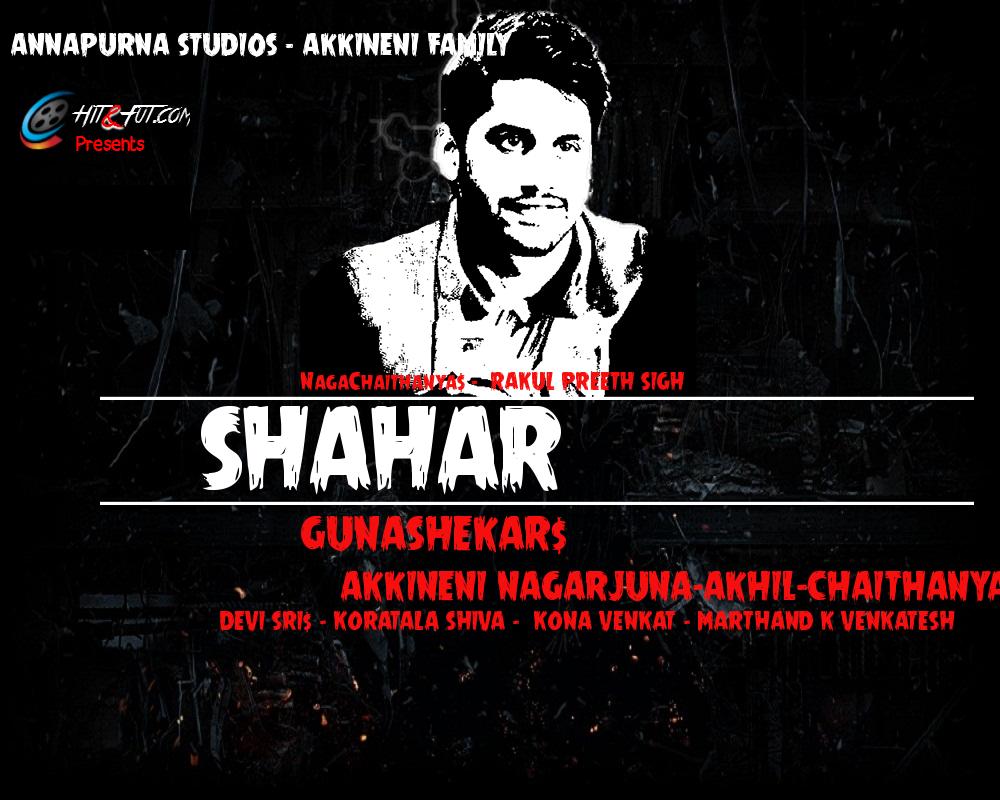 ANNAPURNA STUDIOS - AKKINENI FAMILY
HIT&FUT.COM
Presents
NAGACHAITHANYA$ - RAKUL PREETH SIGH
SHAHAR
GUNASHEKAR$
AKKINENI NAGARJUNA-AKHIL-CHAITHANYA
DEVI SRI$ - KORATALA SHIVA - KONA VENKAT - MARTHAND K VENKATESH